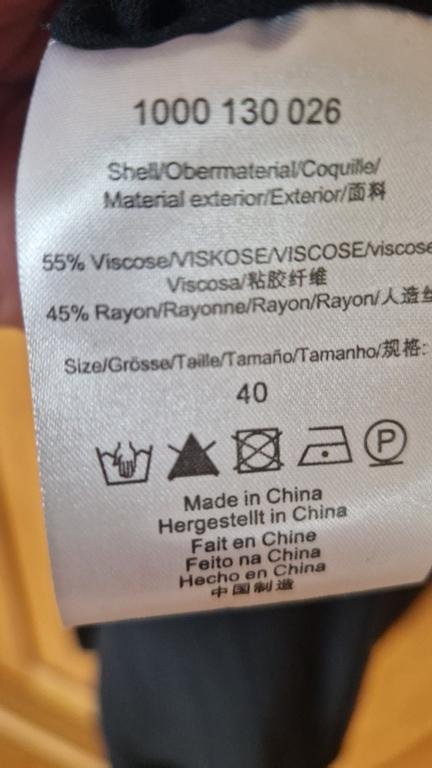 1000 130 026
Shell/Obermaterial/Coquille/
Material exterior/Exterior/面料
55% Viscose/VISKOSE/VISCOSE/viscose
Viscosa/粘胶纤维
45% Rayon/Rayonne/Rayon/Rayon/人造丝
Size/Grösse/Taille/Tamaño/Tamanho/规格:
40
P
Made in China
Hergestellt in China
Fait en Chine
Feito na China
Hecho en China
中国制造